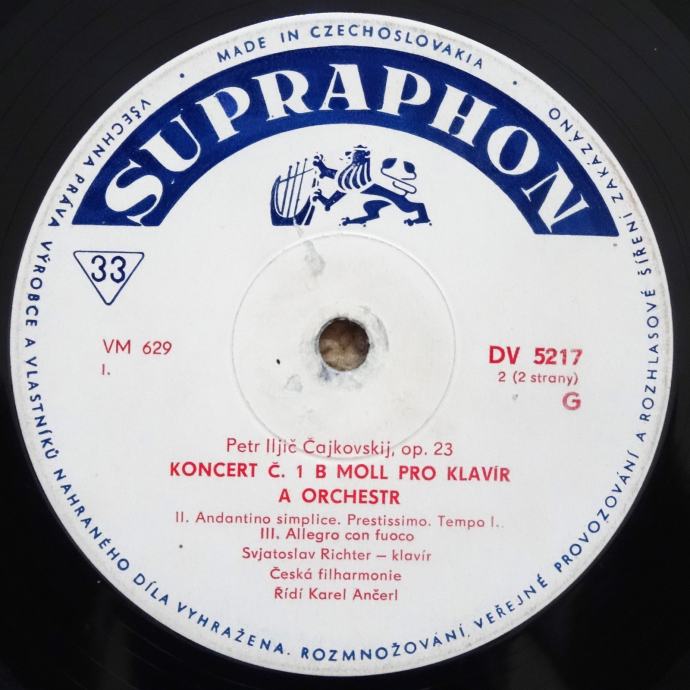 MADE IN CZECHOSLOVAKIA
SUPRAPHON
33
VM 629
I.
DV 5217
2 (2 strany)
G
Petr Iljič Čajkovskij, op. 23
KONCERT Č. 1 B MOLL PRO KLAVÍR
A ORCHESTR
II. Andantino simplice. Prestissimo. Tempo I.
III. Allegro con fuoco
Svjatoslav Richter – klavír
Česká filharmonie
Řídí Karel Ančerl
VŠECHNA PRÁVA VÝROBCE A VLASTNÍKŮ NAHRANÉHO DÍLA VYHRAŽENA. ROZMNOŽOVÁNÍ, VEŘEJNÉ PROVOZOVÁNÍ A ROZHLASOVÉ ŠÍŘENÍ ZAKÁZÁNO